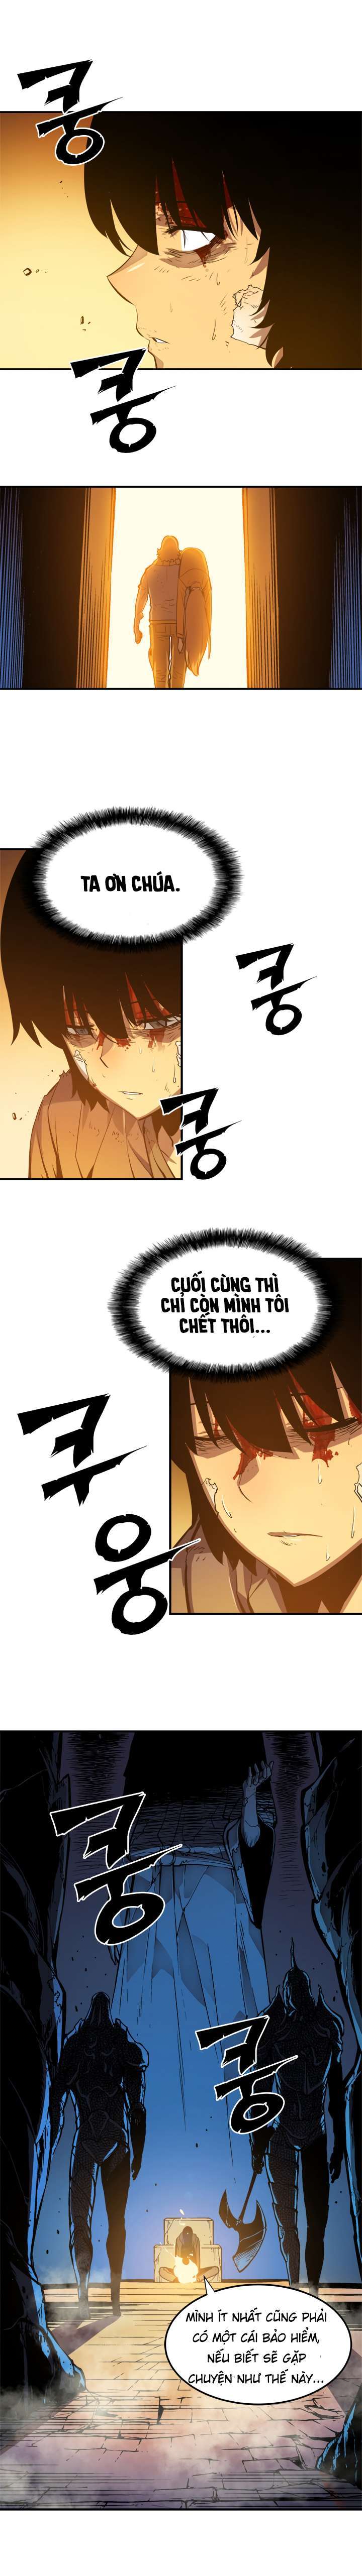 쿵
쿵
TA ƠN CHÚA.
쿵
쿵
CUỐI CÙNG THÌ
CHỈ CÒN MÌNH TÔI
CHẾT THÔI...
쿠
웅
쿵
쿵
MÌNH ÍT NHẤT CŨNG PHẢI
CÓ MỘT CÁI BẢO HIỂM,
NẾU BIẾT SẼ GẶP
CHUYỆN NHƯ THẾ NÀY...